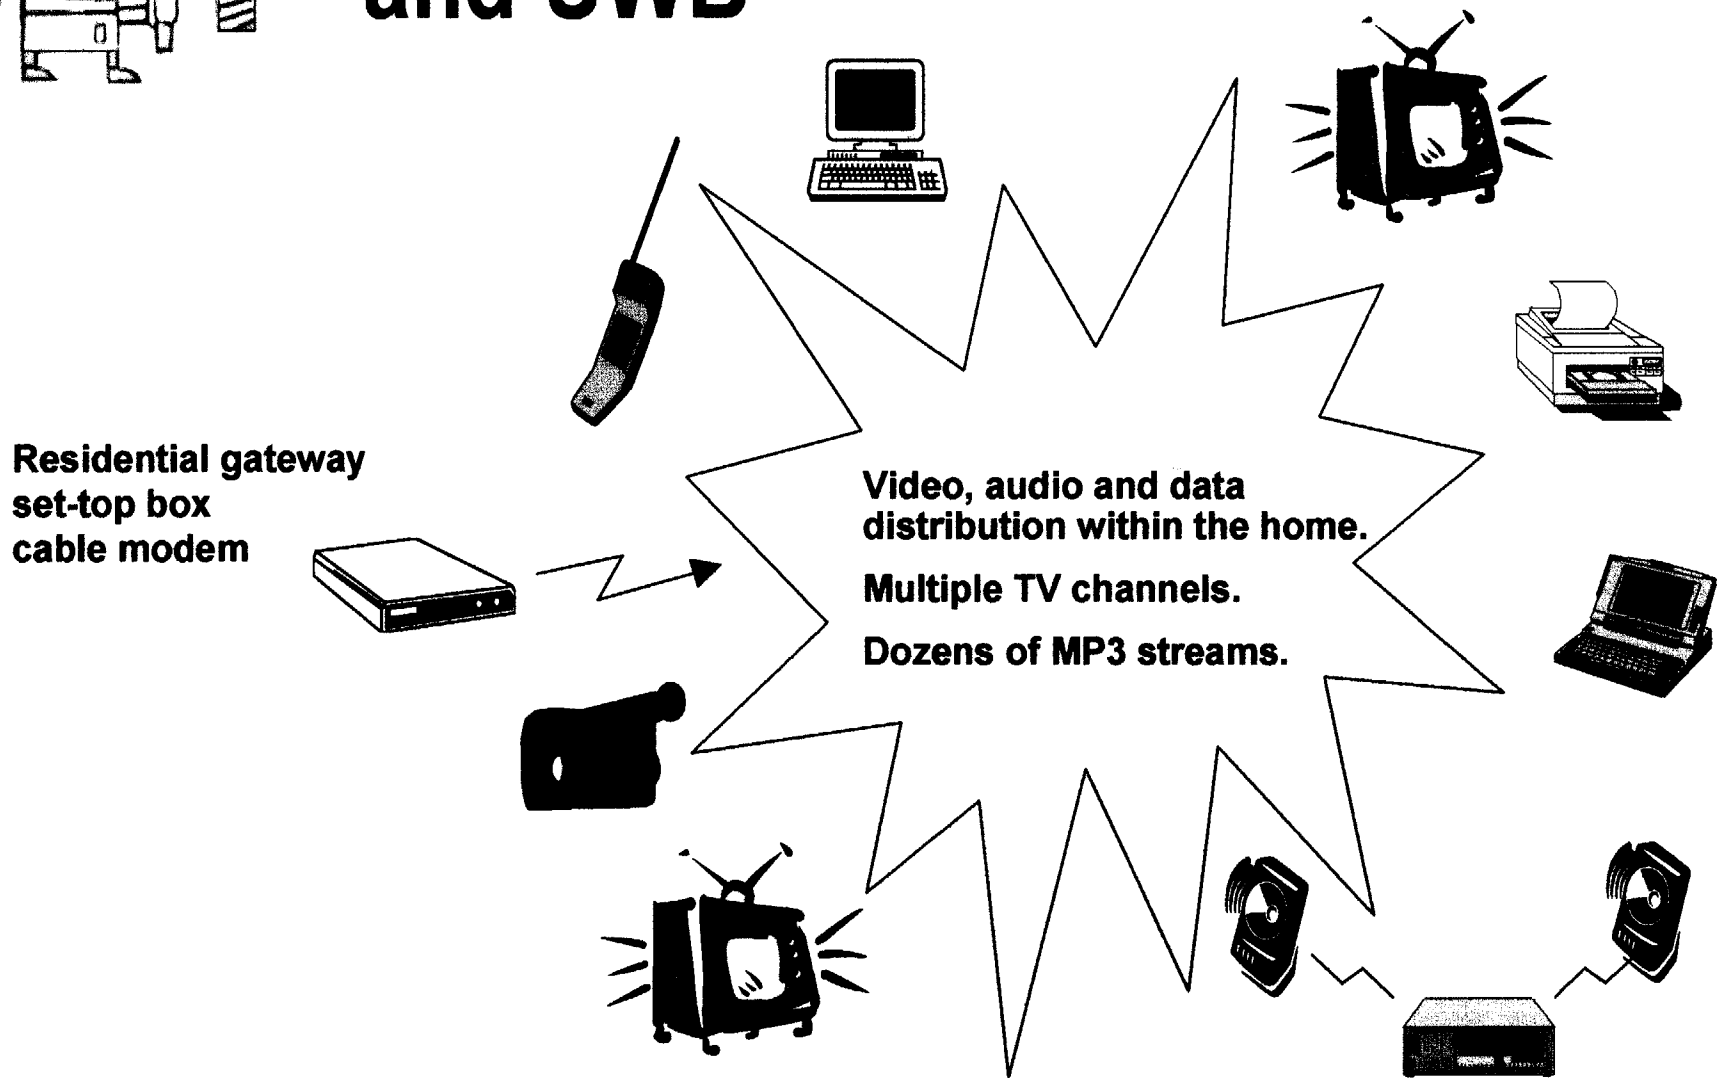 and UWB
Residential gateway
set-top box
cable modem
Video, audio and data
distribution within the home.
Multiple TV channels.
Dozens of MP3 streams.